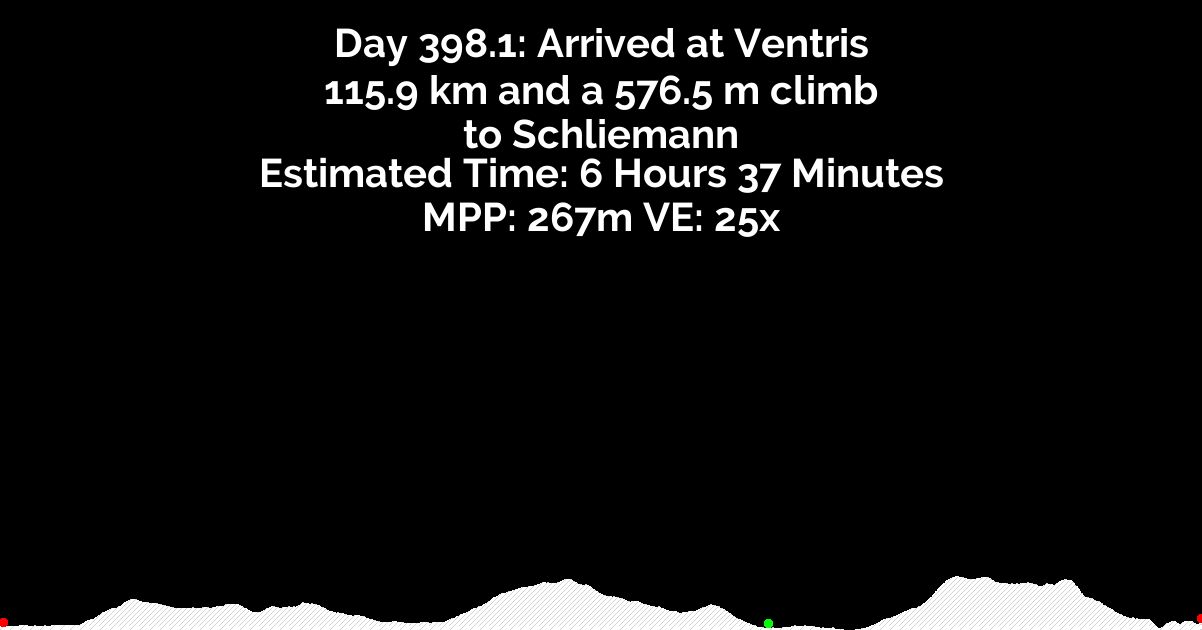 Day 398.1: Arrived at Ventris
115.9 km and a 576.5 m climb
to Schliemann
Estimated Time: 6 Hours 37 Minutes
MPP: 267m VE: 25x